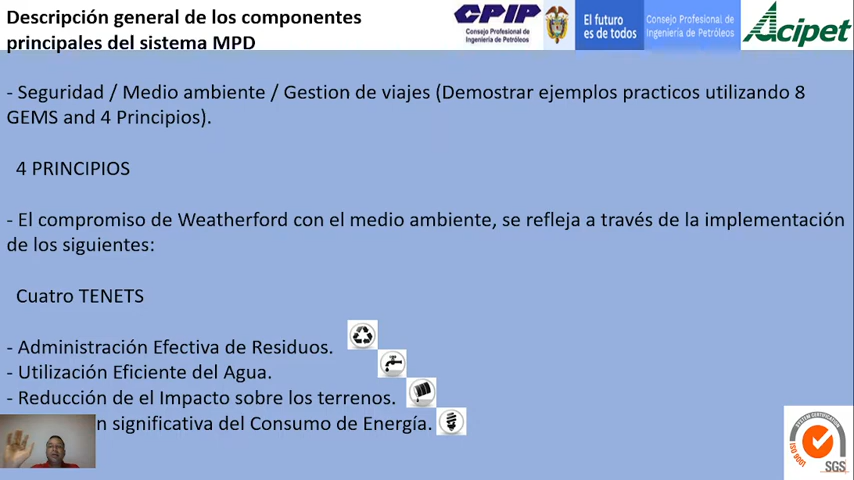 Descripción general de los componentes
principales del sistema MPD
CPIP
Consejo Profesional de
Ingeniería de Petróleos
El futuro
es de todos
Consejo Profesional de
Ingeniería de Petróleos
Acipet
- Seguridad / Medio ambiente / Gestion de viajes (Demostrar ejemplos practicos utilizando 8
GEMS and 4 Principios).
4 PRINCIPIOS
- El compromiso de Weatherford con el medio ambiente, se refleja a través de la implementación
de los siguientes:
Cuatro TENETS
- Administración Efectiva de Residuos.
- Utilización Eficiente del Agua.
- Reducción de el Impacto sobre los terrenos.
n significativa del Consumo de Energía.
SYSTEM CERTIFICATION
ISO 9001
SGS